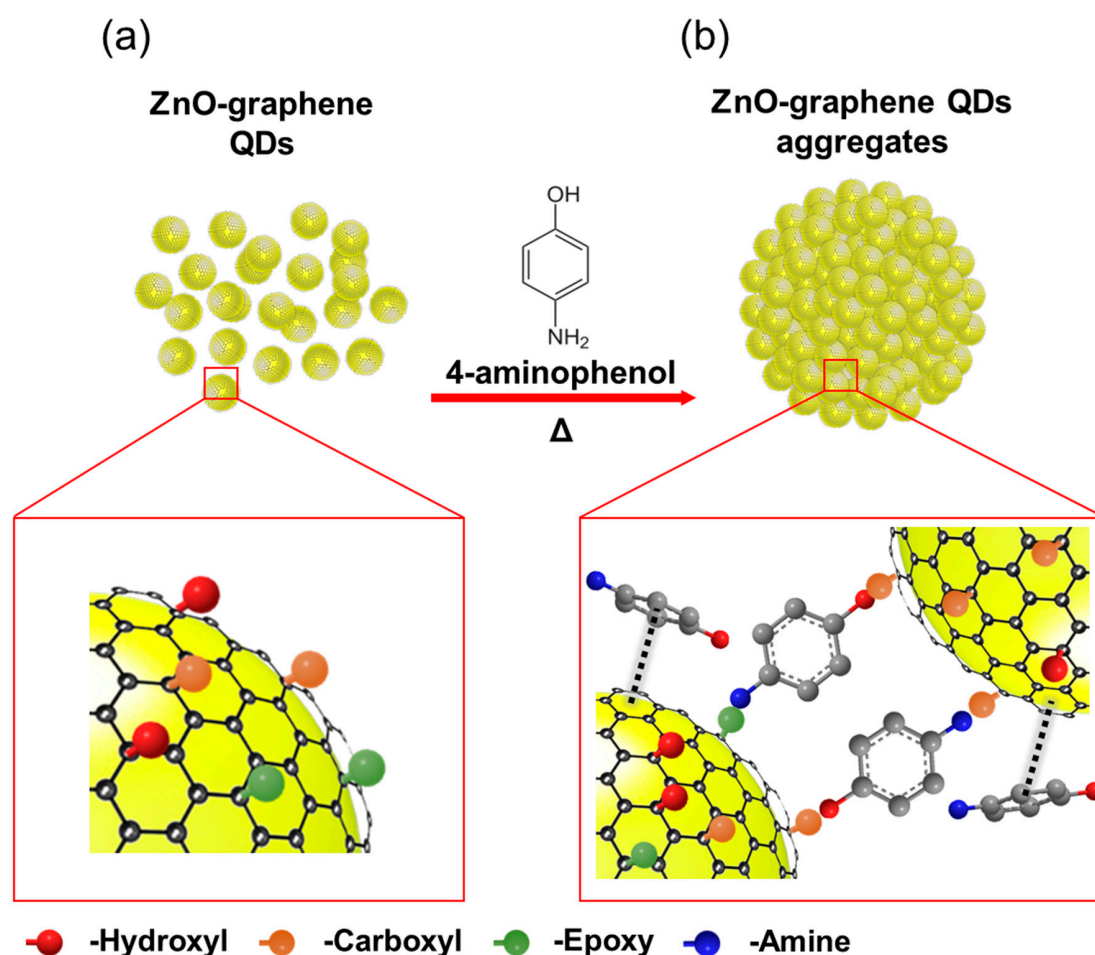 (a)
(b)
ZnO-graphene
QDs
ZnO-graphene QDs
aggregates
OH
NH₂
4-aminophenol
Δ
-Hydroxyl
-Carboxyl
-Epoxy
-Amine